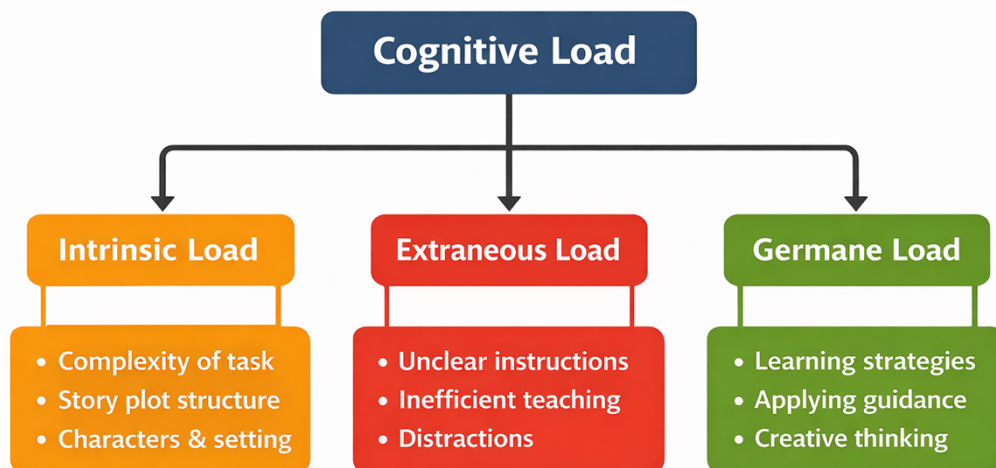 Cognitive Load
Intrinsic Load
• Complexity of task
• Story plot structure
• Characters & setting
Extraneous Load
• Unclear instructions
• Inefficient teaching
• Distractions
Germane Load
• Learning strategies
• Applying guidance
• Creative thinking